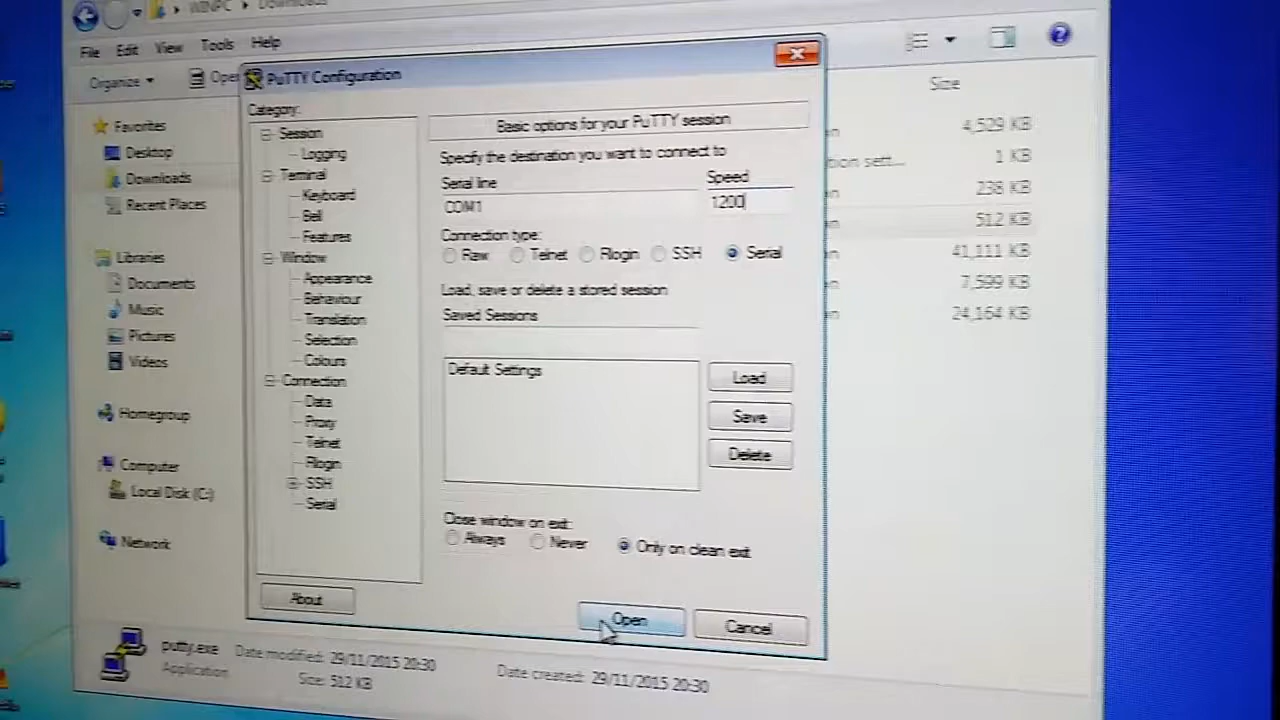 WINPC Downloads
File Edit View Tools Help
Organize Open
Size
Favorites
Desktop
Downloads
Recent Places
Libraries
Documents
Music
Pictures
Videos
Homegroup
Computer
Local Disk (C:)
Network
PuTTY Configuration
Category:
Session
Logging
Terminal
Keyboard
Bell
Features
Window
Appearance
Behaviour
Translation
Selection
Colours
Connection
Data
Proxy
Telnet
Rlogin
SSH
Serial
About
Basic options for your PuTTY session
Specify the destination you want to connect to
Serial line Speed
COM1 1200
Connection type:
Raw Telnet Rlogin SSH Serial
Load, save or delete a stored session
Saved Sessions
Default Settings
Load
Save
Delete
Close window on exit:
Always Never Only on clean exit
Open Cancel
4,529 KB
1 KB
238 KB
512 KB
41,111 KB
7,599 KB
24,164 KB
putty.exe Date modified: 29/11/2015 20:30 Date created: 29/11/2015 20:30
Application Size: 512 KB